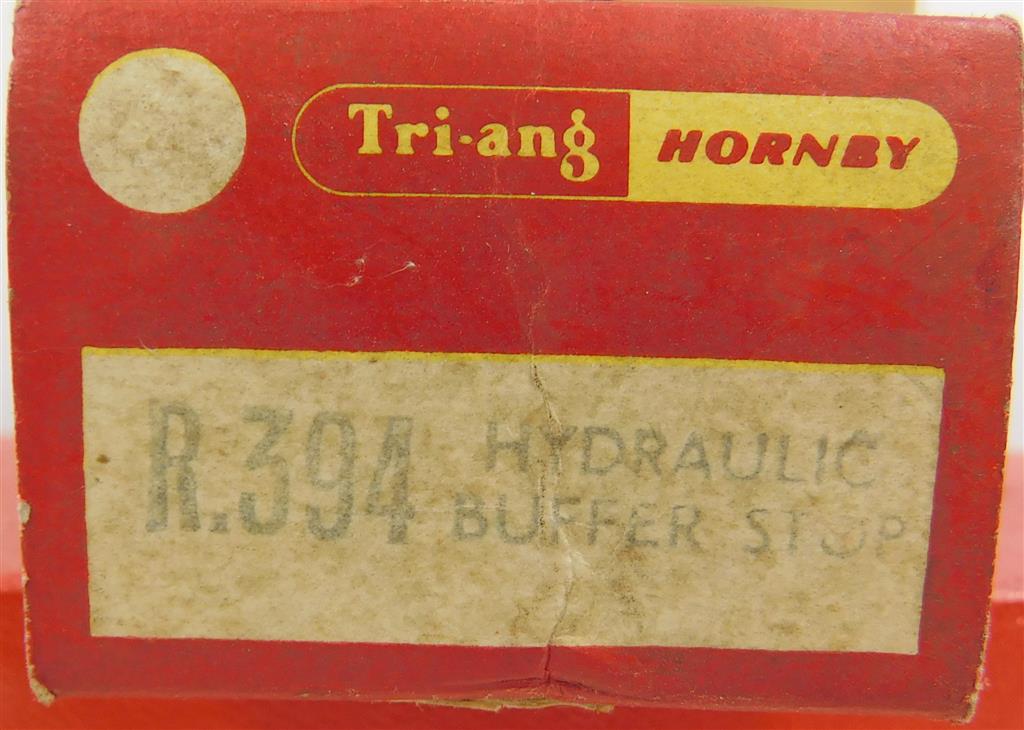 Tri-ang HORNBY
R.394 HYDRAULIC
BUFFER STOP